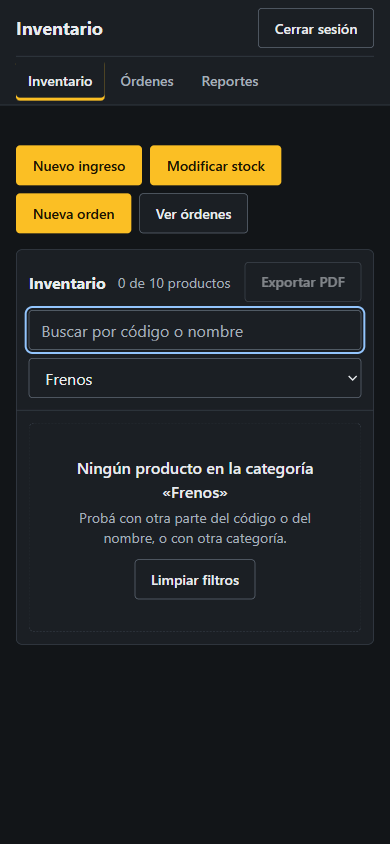 Inventario
Cerrar sesión
Inventario
Órdenes
Reportes
Nuevo ingreso
Modificar stock
Nueva orden
Ver órdenes
Inventario
0 de 10 productos
Exportar PDF
Buscar por código o nombre
Frenos
Ningún producto en la categoría
«Frenos»
Probá con otra parte del código o del
nombre, o con otra categoría.
Limpiar filtros